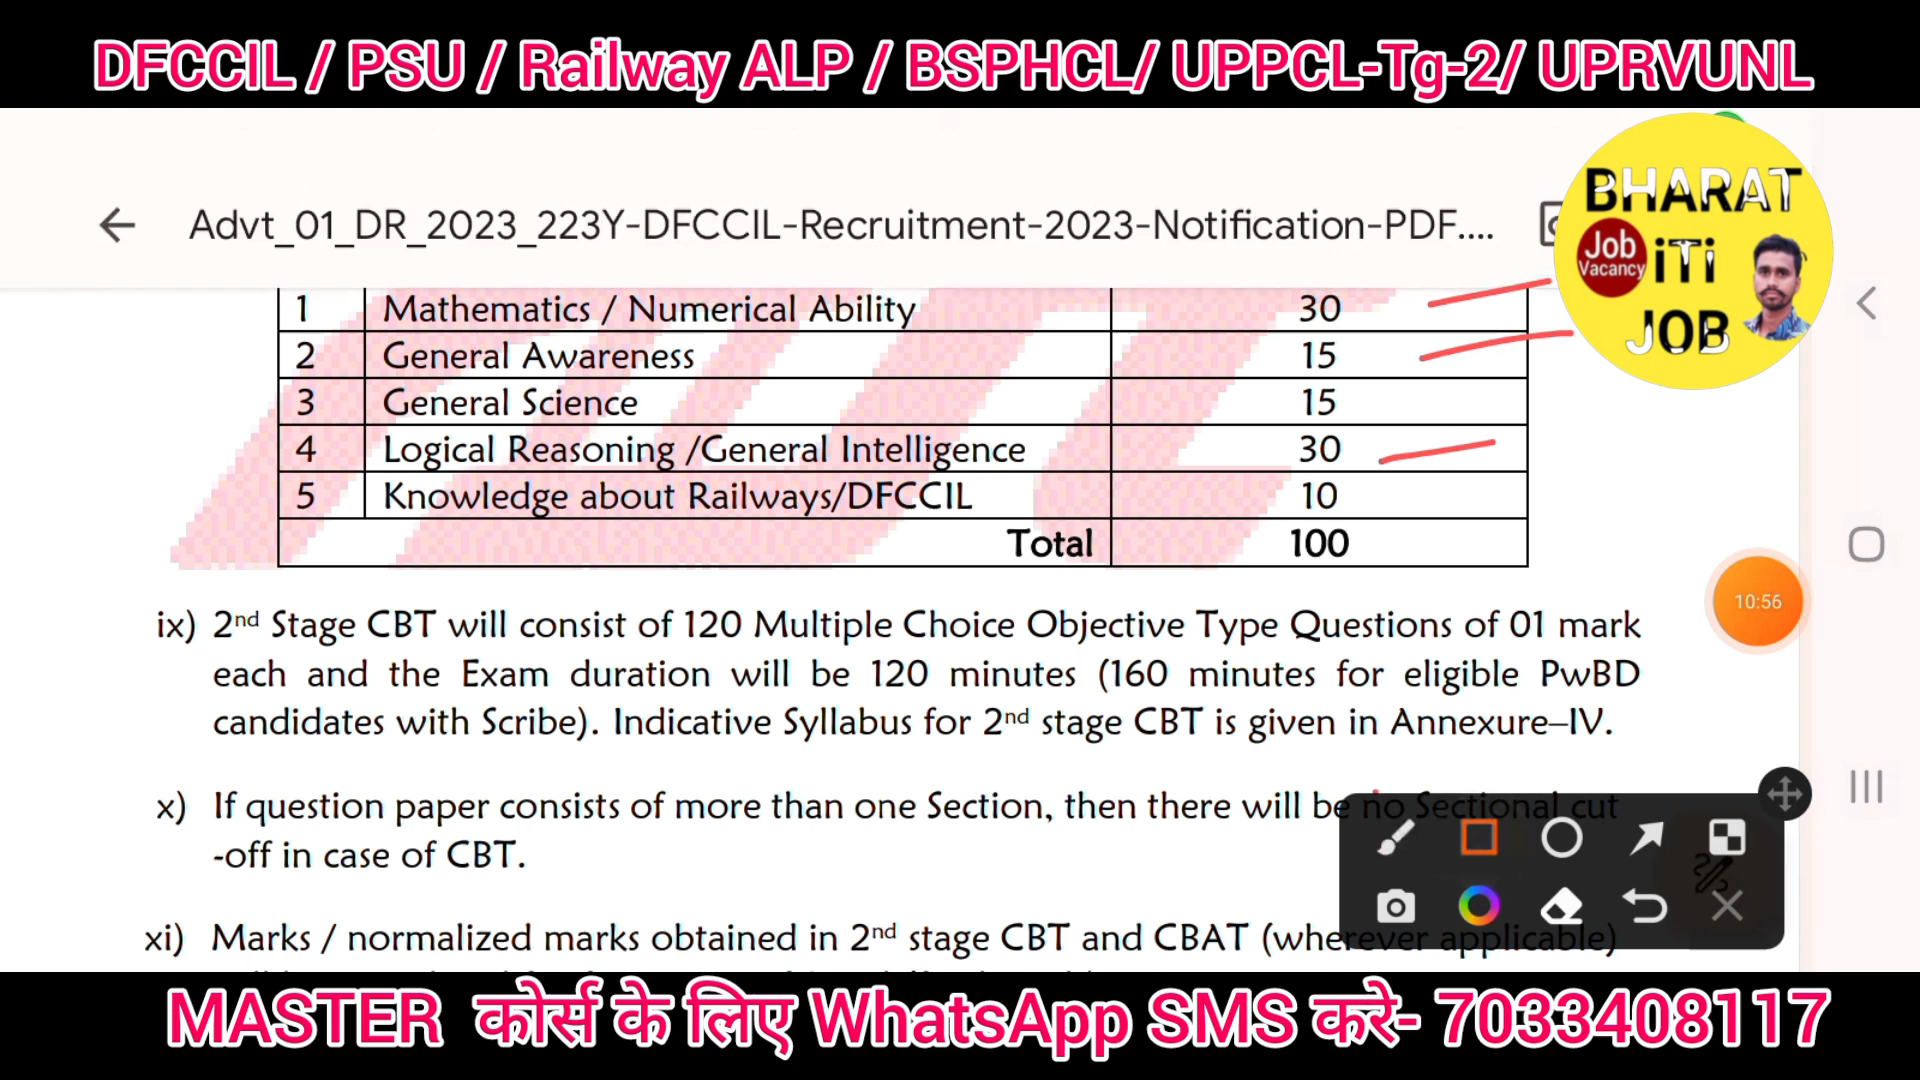 DFCCIL / PSU / Railway ALP / BSPHCL/ UPPCL-Tg-2/ UPRVUNL
Advt_01_DR_2023_223Y-DFCCIL-Recruitment-2023-Notification-PDF....
BHARAT
Job
Vacancy
iTi
JOB
1 Mathematics / Numerical Ability 30
2 General Awareness 15
3 General Science 15
4 Logical Reasoning /General Intelligence 30
5 Knowledge about Railways/DFCCIL 10
Total 100
10:56
ix) 2nd Stage CBT will consist of 120 Multiple Choice Objective Type Questions of 01 mark
each and the Exam duration will be 120 minutes (160 minutes for eligible PwBD
candidates with Scribe). Indicative Syllabus for 2nd stage CBT is given in Annexure–IV.
x) If question paper consists of more than one Section, then there will be no Sectional cut
-off in case of CBT.
xi) Marks / normalized marks obtained in 2nd stage CBT and CBAT (wherever applicable)
MASTER कोर्स के लिए WhatsApp SMS करे- 7033408117